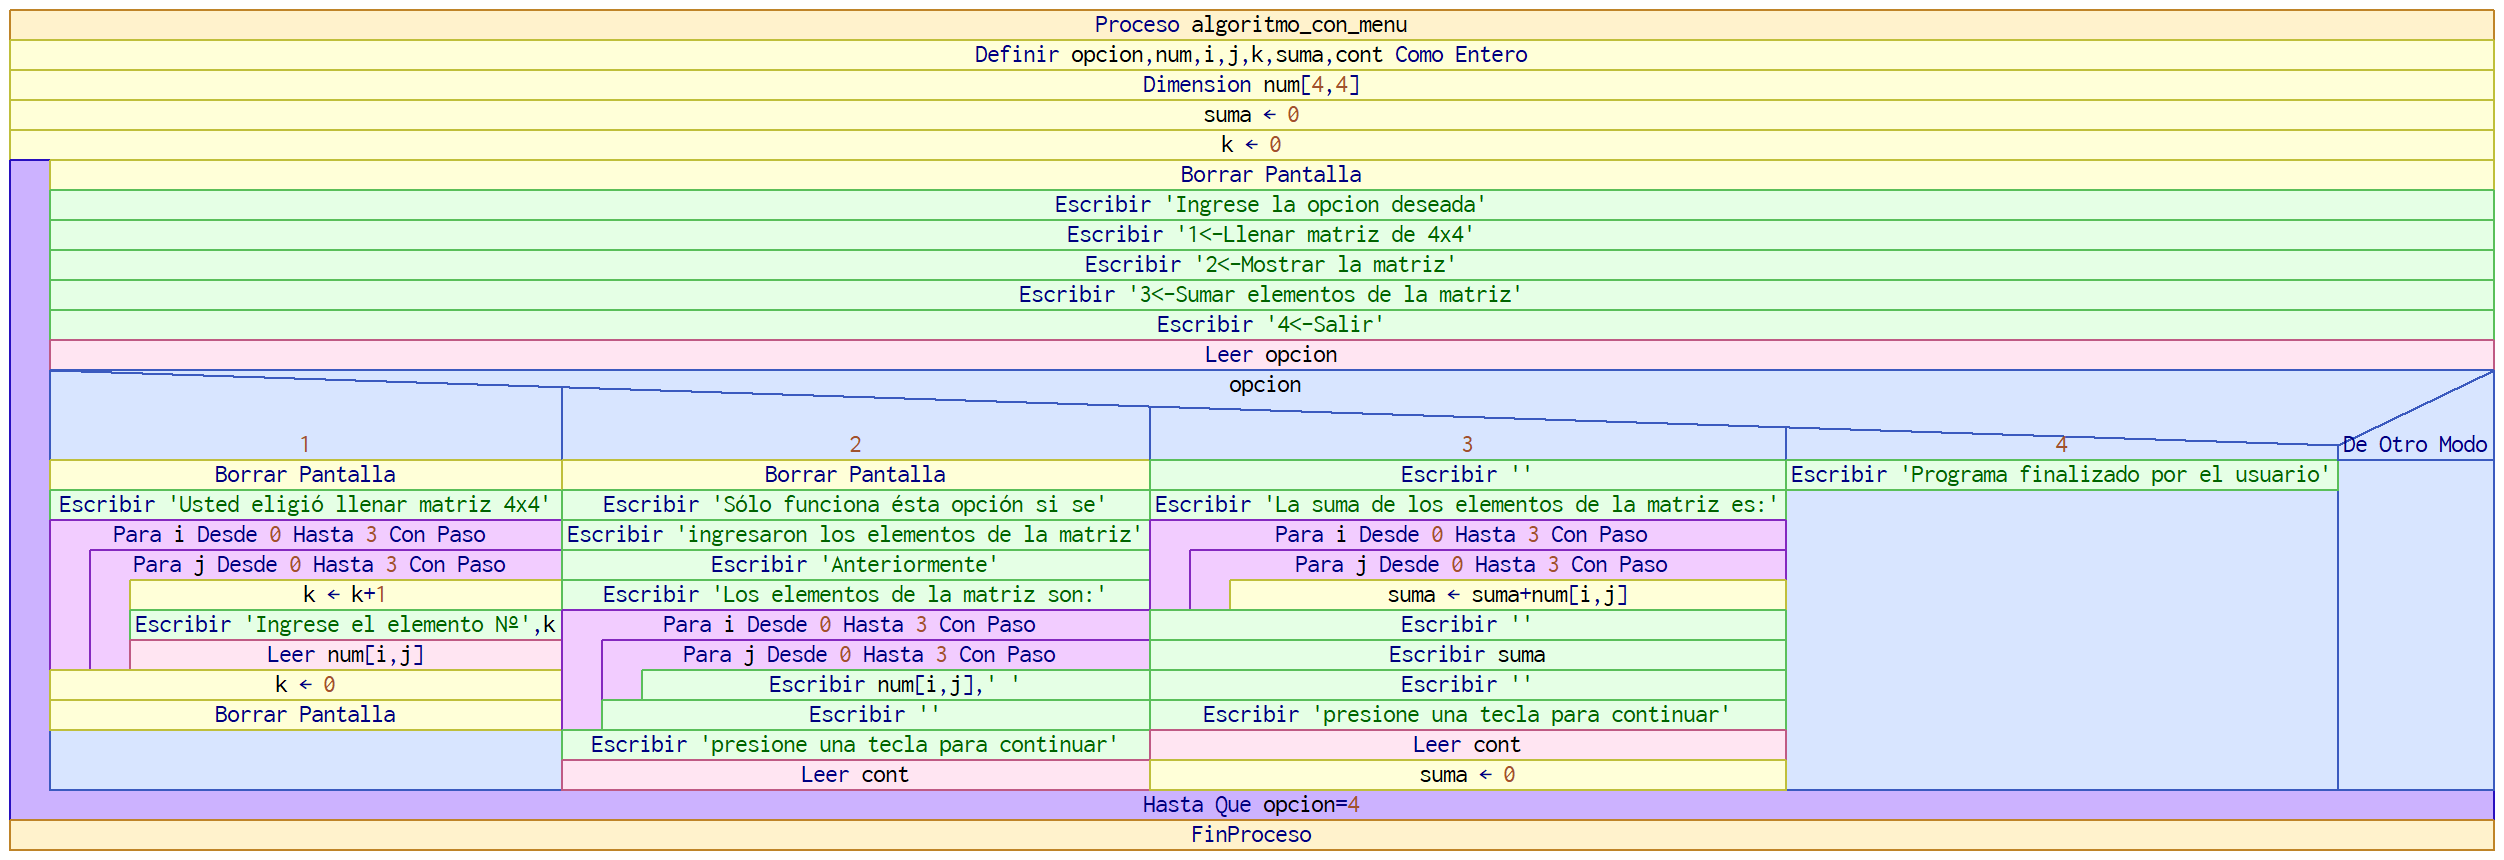 Proceso algoritmo_con_menu
Definir opcion,num,i,j,k,suma,cont Como Entero
Dimension num[4,4]
suma ← 0
k ← 0
Borrar Pantalla
Escribir 'Ingrese la opcion deseada'
Escribir '1<-Llenar matriz de 4x4'
Escribir '2<-Mostrar la matriz'
Escribir '3<-Sumar elementos de la matriz'
Escribir '4<-Salir'
Leer opcion
opcion
1
Borrar Pantalla
Escribir 'Usted eligió llenar matriz 4x4'
Para i Desde 0 Hasta 3 Con Paso
Para j Desde 0 Hasta 3 Con Paso
k ← k+1
Escribir 'Ingrese el elemento Nº',k
Leer num[i,j]
k ← 0
Borrar Pantalla
2
Borrar Pantalla
Escribir 'Sólo funciona ésta opción si se'
Escribir 'ingresaron los elementos de la matriz'
Escribir 'Anteriormente'
Escribir 'Los elementos de la matriz son:'
Para i Desde 0 Hasta 3 Con Paso
Para j Desde 0 Hasta 3 Con Paso
Escribir num[i,j],' '
Escribir ''
Escribir 'presione una tecla para continuar'
Leer cont
3
Escribir ''
Escribir 'La suma de los elementos de la matriz es:'
Para i Desde 0 Hasta 3 Con Paso
Para j Desde 0 Hasta 3 Con Paso
suma ← suma+num[i,j]
Escribir ''
Escribir suma
Escribir ''
Escribir 'presione una tecla para continuar'
Leer cont
suma ← 0
4
Escribir 'Programa finalizado por el usuario'
De Otro Modo
Hasta Que opcion=4
FinProceso